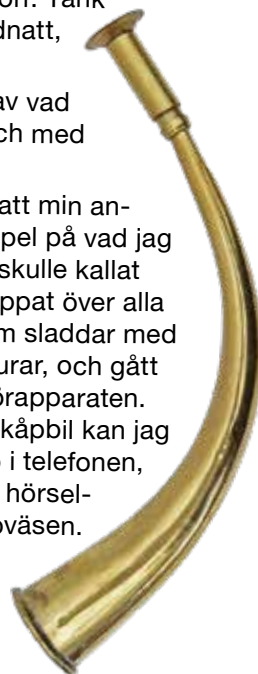 on. Tänk
dnatt,
av vad
ch med
att min an-
pel på vad jag
skulle kallat
ppat över alla
m sladdar med
urar, och gått
örapparaten.
kåpbil kan jag
i telefonen,
hörsel-
oväsen.